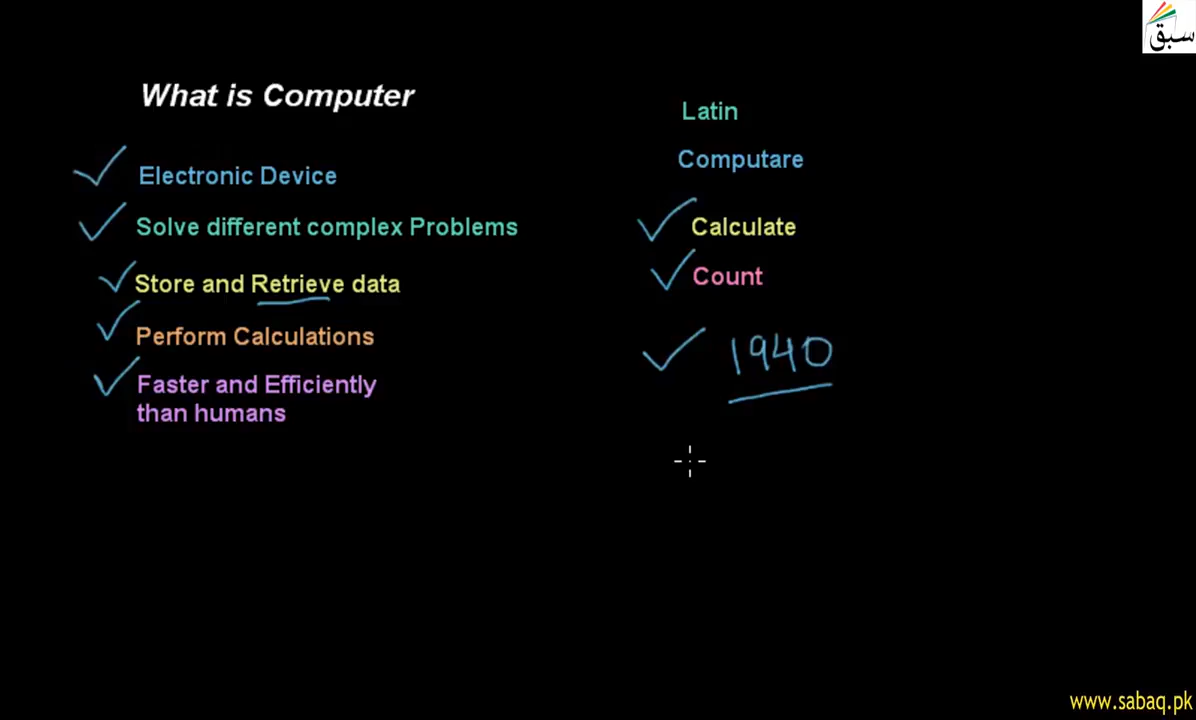 سبق
What is Computer
Electronic Device
Solve different complex Problems
Store and Retrieve data
Perform Calculations
Faster and Efficiently
than humans
Latin
Computare
Calculate
Count
1940
www.sabaq.pk